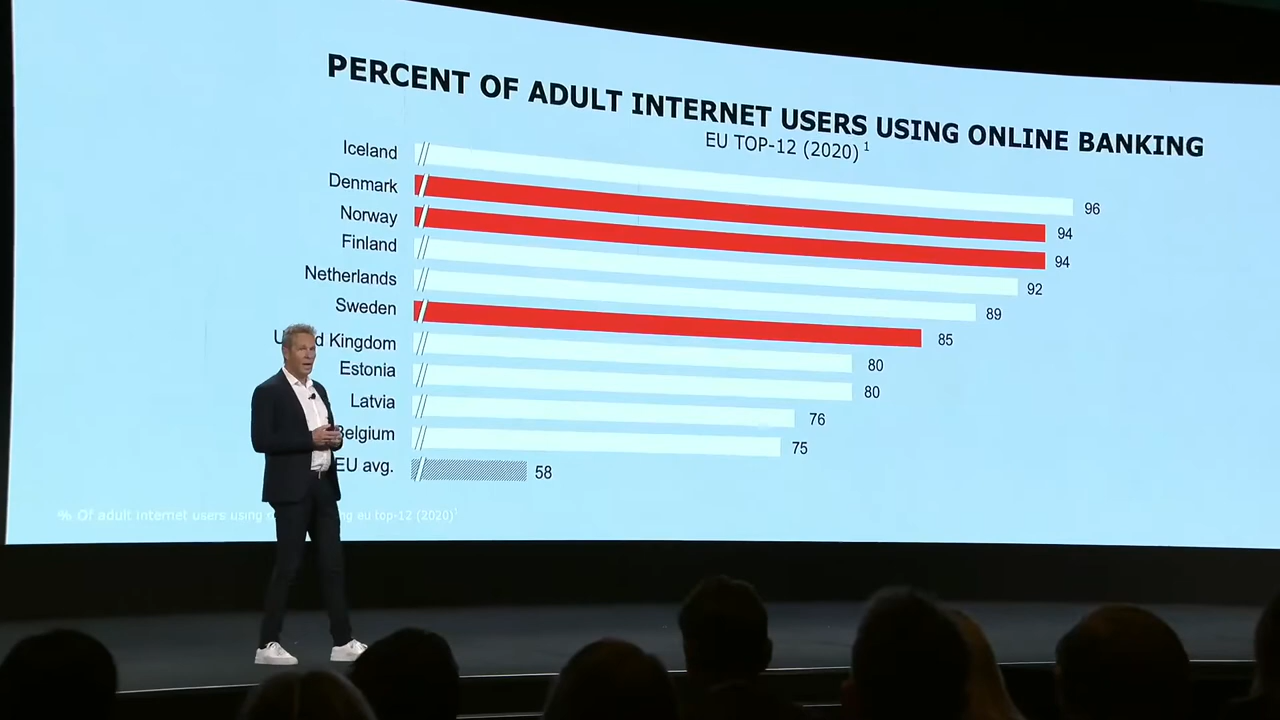 PERCENT OF ADULT INTERNET USERS USING ONLINE BANKING
EU TOP-12 (2020) 1
Iceland 96
Denmark 94
Norway 94
Finland 92
Netherlands 89
Sweden 85
Kingdom 80
Estonia 80
Latvia 76
Belgium 75
EU avg. 58
% Of adult internet users using eu top-12 (2020)1